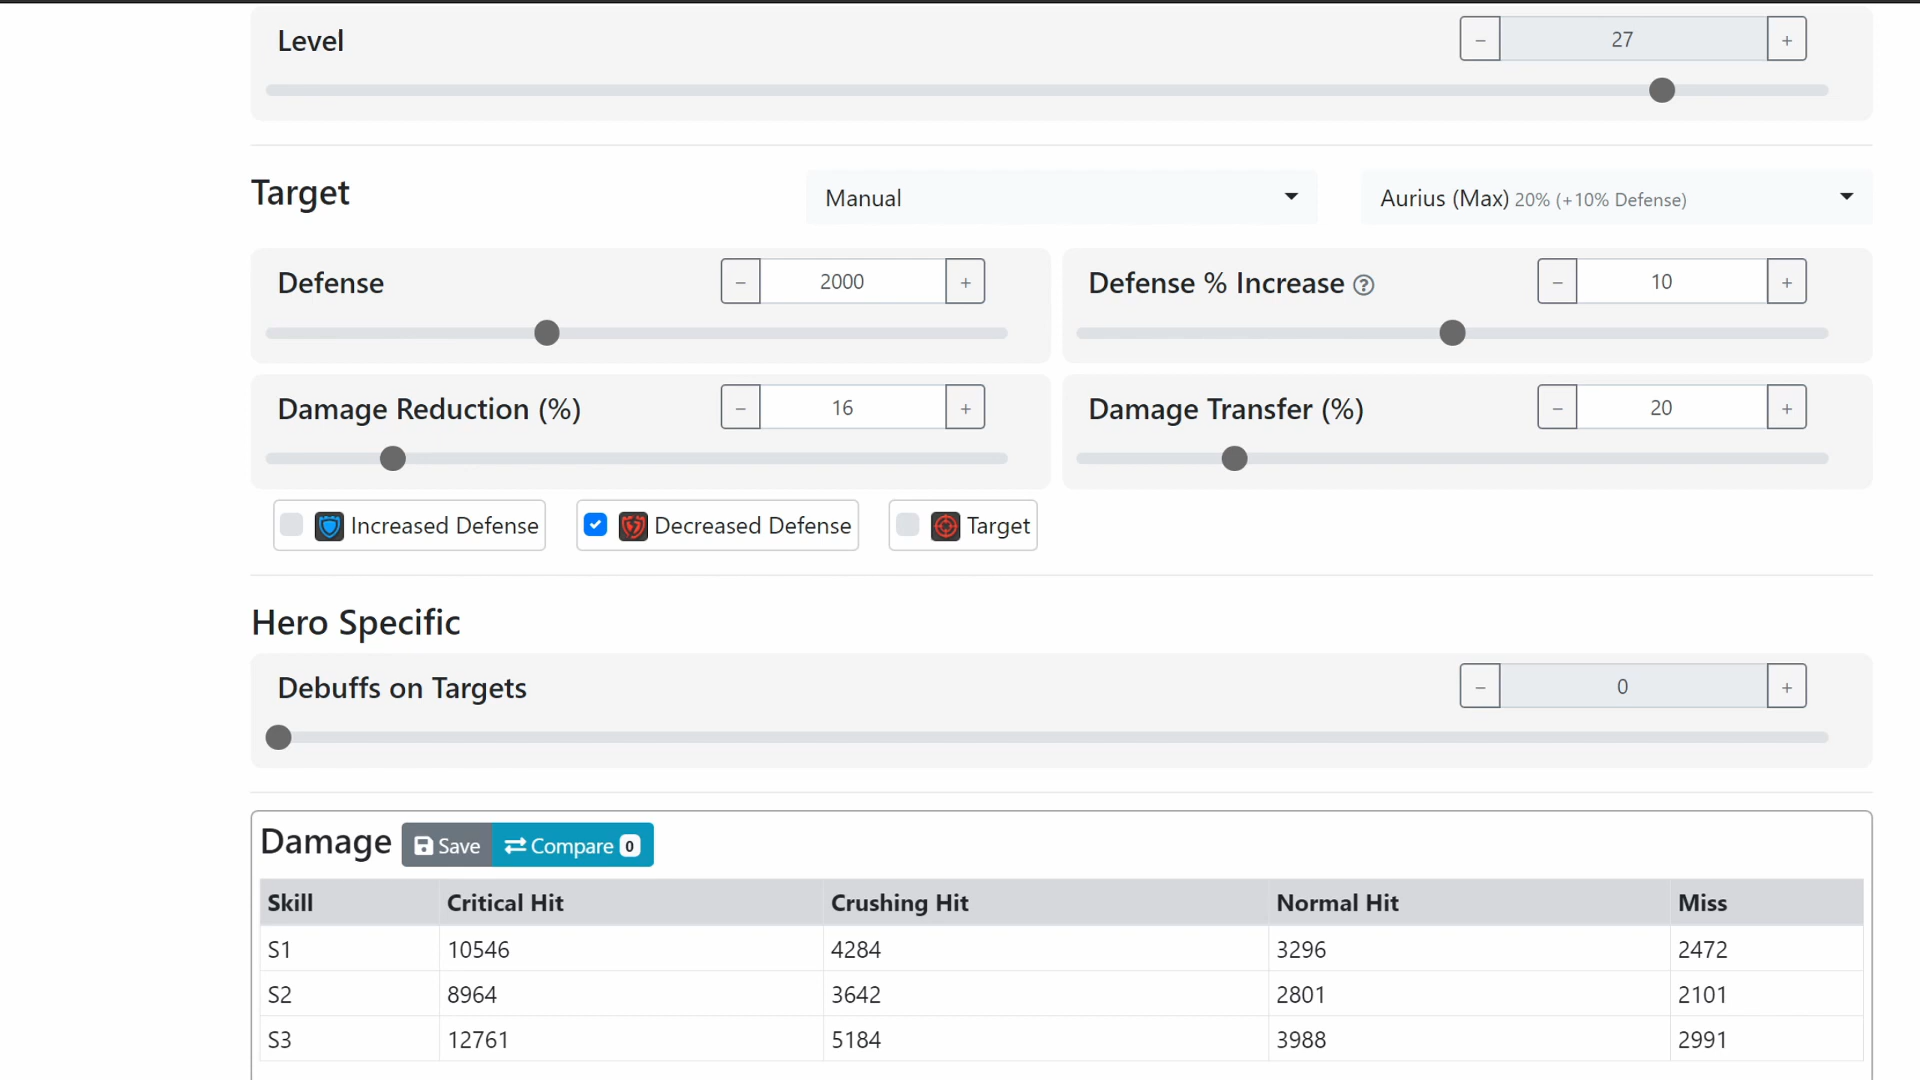 Level
−
27
+
Target
Manual
Aurius (Max) 20% (+10% Defense)
Defense
−
2000
+
Defense % Increase ?
−
10
+
Damage Reduction (%)
−
16
+
Damage Transfer (%)
−
20
+
Increased Defense
Decreased Defense
Target
Hero Specific
Debuffs on Targets
−
0
+
Damage
Save
Compare 0
Skill Critical Hit Crushing Hit Normal Hit Miss
S1 10546 4284 3296 2472
S2 8964 3642 2801 2101
S3 12761 5184 3988 2991